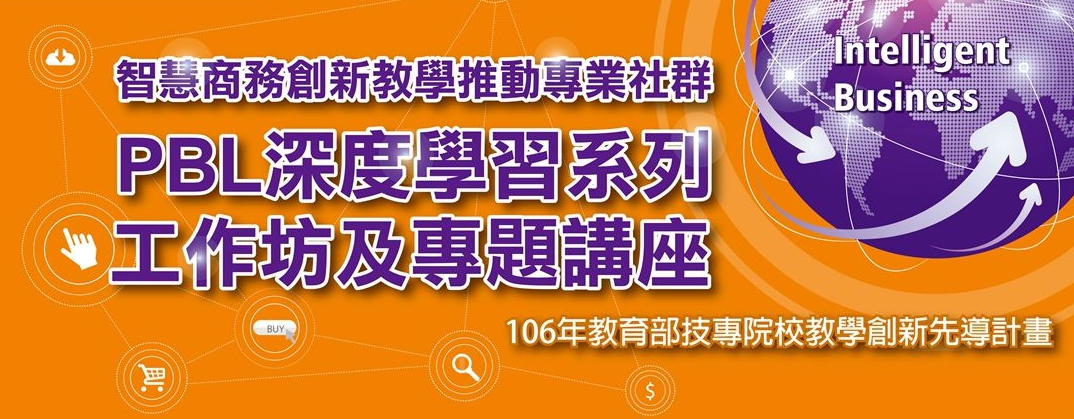 智慧商務創新教學推動專業社群
PBL深度學習系列
工作坊及專題講座
Intelligent
Business
BUY
$
106年教育部技專院校教學創新先導計畫